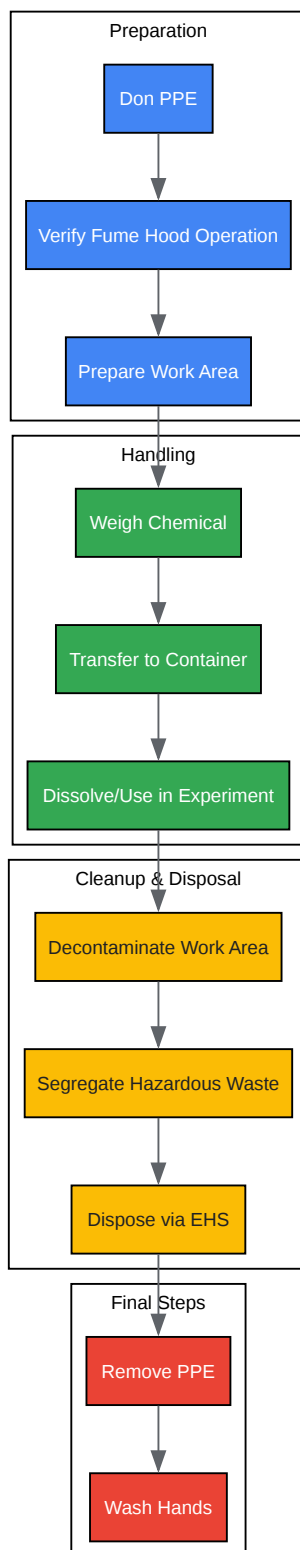 Preparation
Don PPE
Verify Fume Hood Operation
Prepare Work Area
Handling
Weigh Chemical
Transfer to Container
Dissolve/Use in Experiment
Cleanup & Disposal
Decontaminate Work Area
Segregate Hazardous Waste
Dispose via EHS
Final Steps
Remove PPE
Wash Hands